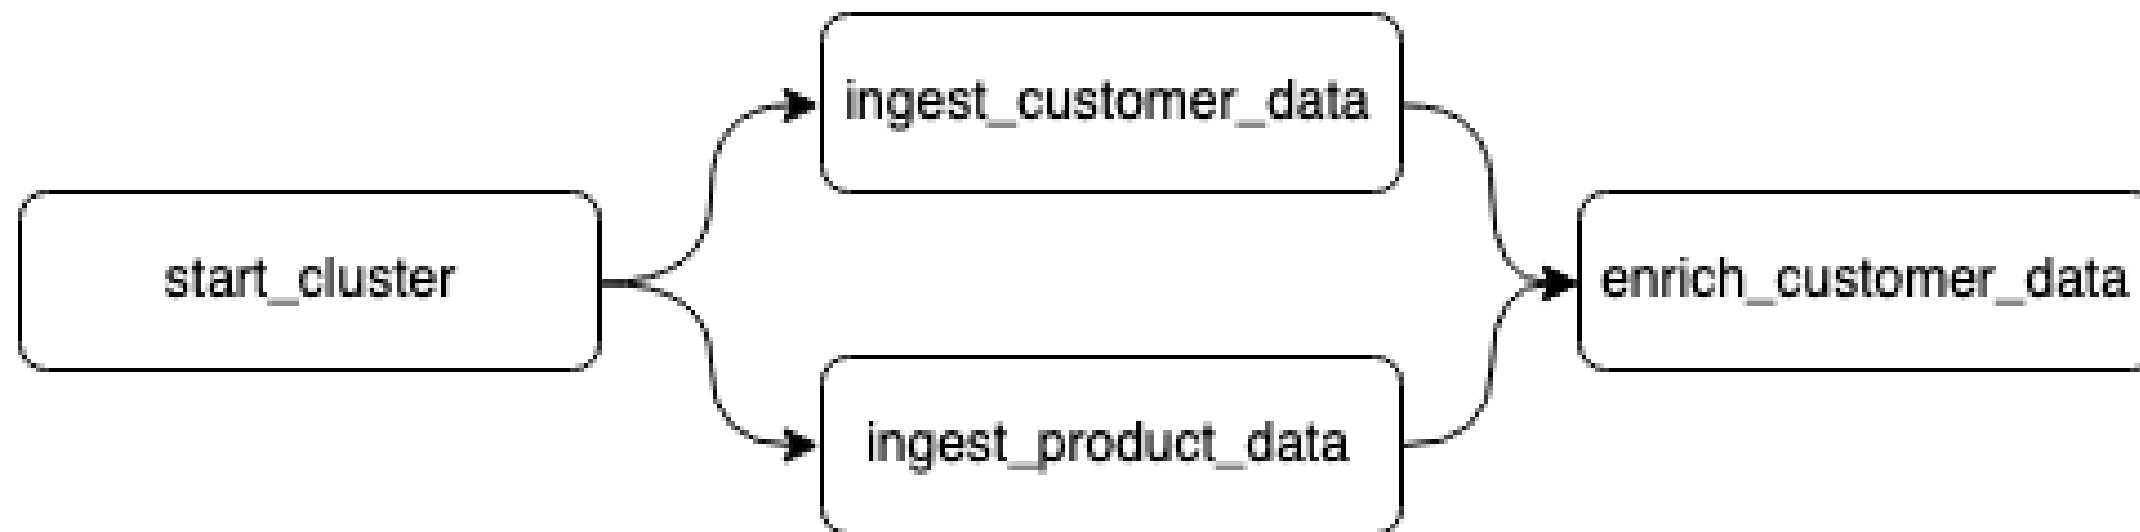 start_cluster
ingest_customer_data
ingest_product_data
enrich_customer_data